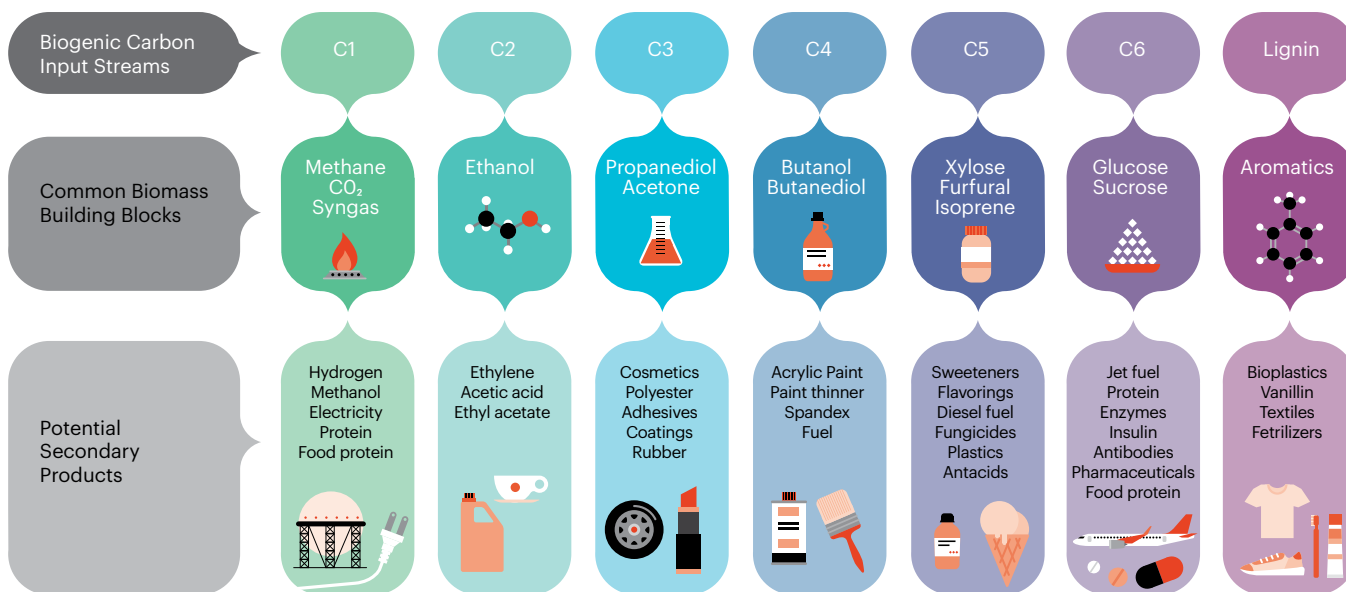 Biogenic Carbon
Input Streams
C1
C2
C3
C4
C5
C6
Lignin
Common Biomass
Building Blocks
Methane
CO₂
Syngas
Ethanol
Propanediol
Acetone
Butanol
Butanediol
Xylose
Furfural
Isoprene
Glucose
Sucrose
Aromatics
Potential
Secondary
Products
Hydrogen
Methanol
Electricity
Protein
Food protein
Ethylene
Acetic acid
Ethyl acetate
Cosmetics
Polyester
Adhesives
Coatings
Rubber
Acrylic Paint
Paint thinner
Spandex
Fuel
Sweeteners
Flavorings
Diesel fuel
Fungicides
Plastics
Antacids
Jet fuel
Protein
Enzymes
Insulin
Antibodies
Pharmaceuticals
Food protein
Bioplastics
Vanillin
Textiles
Fetrilizers